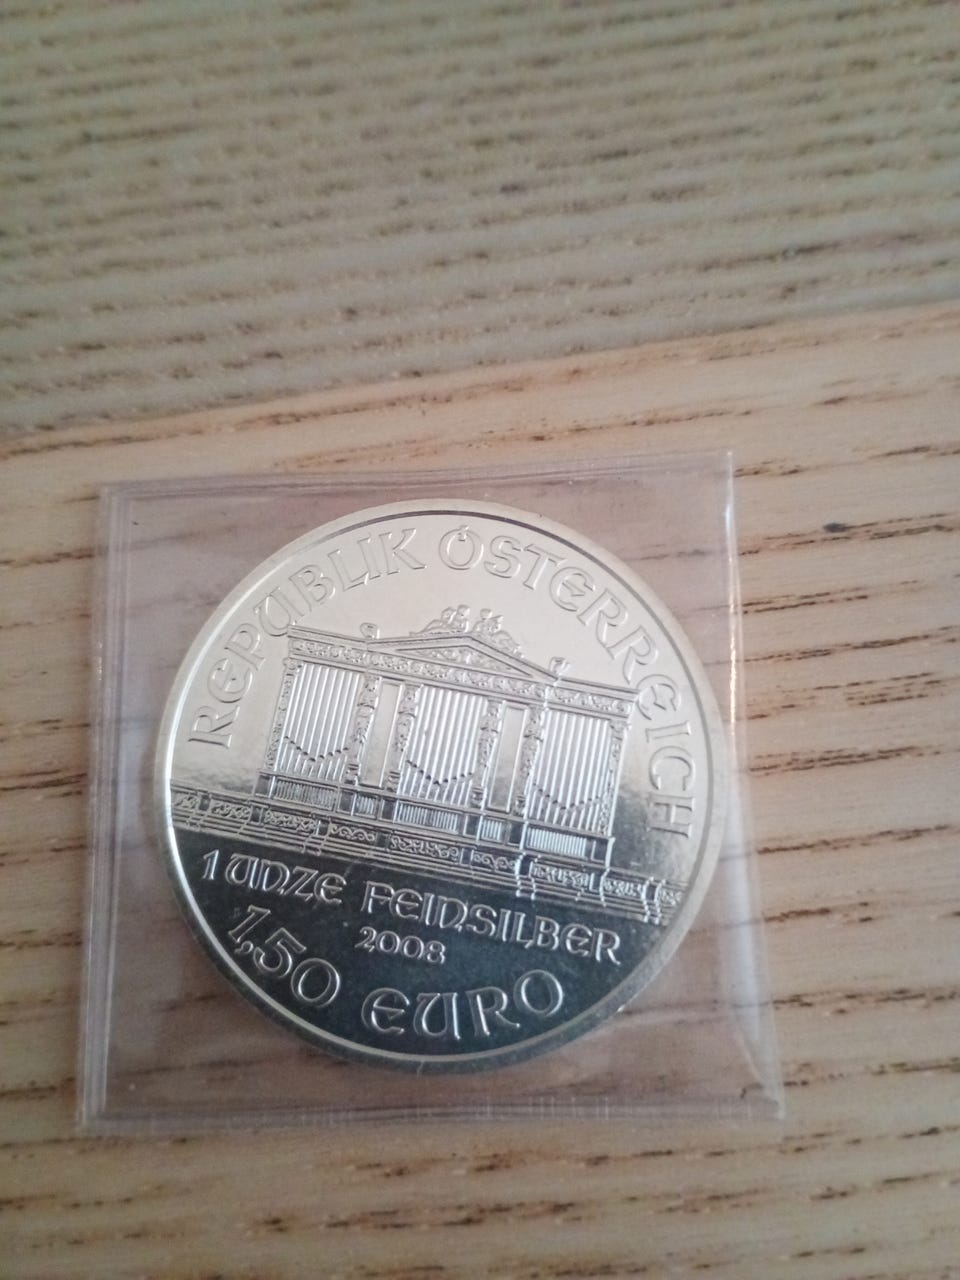 REPUBLIK ÖSTERREICH
1 UNZE FEINSILBER
2008
1,50 EURO